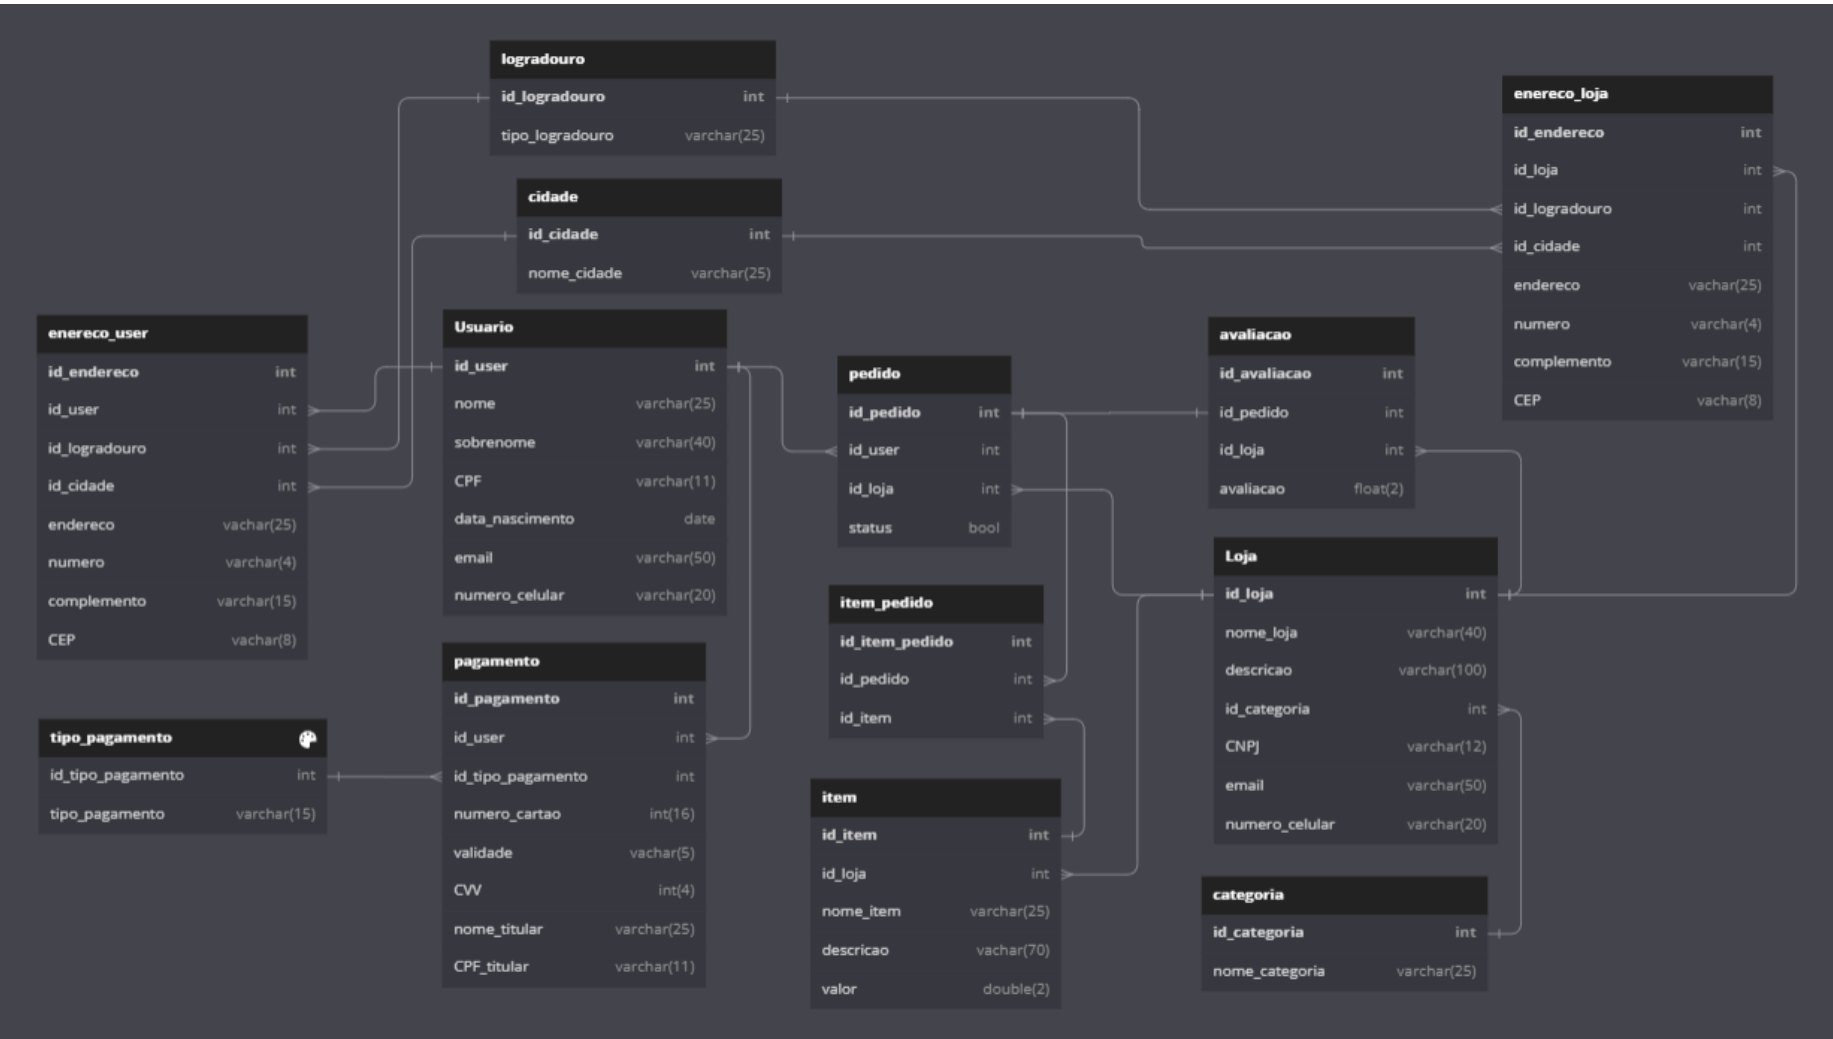 logradouro
id_logradouro int
tipo_logradouro varchar(25)
cidade
id_cidade int
nome_cidade varchar(25)
enereco_loja
id_endereco int
id_loja int
id_logradouro int
id_cidade int
endereco vachar(25)
numero varchar(4)
complemento varchar(15)
CEP vachar(8)
enereco_user
id_endereco int
id_user int
id_logradouro int
id_cidade int
endereco vachar(25)
numero varchar(4)
complemento varchar(15)
CEP vachar(8)
Usuario
id_user int
nome varchar(25)
sobrenome varchar(40)
CPF varchar(11)
data_nascimento date
email varchar(50)
numero_celular varchar(20)
pedido
id_pedido int
id_user int
id_loja int
status bool
avaliacao
id_avaliacao int
id_pedido int
id_loja int
avaliacao float(2)
Loja
id_loja int
nome_loja varchar(40)
descricao varchar(100)
id_categoria int
CNPJ varchar(12)
email varchar(50)
numero_celular varchar(20)
item_pedido
id_item_pedido int
id_pedido int
id_item int
pagamento
id_pagamento int
id_user int
id_tipo_pagamento int
numero_cartao int(16)
validade vachar(5)
CVV int(4)
nome_titular varchar(25)
CPF_titular varchar(11)
tipo_pagamento
id_tipo_pagamento int
tipo_pagamento varchar(15)
item
id_item int
id_loja int
nome_item varchar(25)
descricao vachar(70)
valor double(2)
categoria
id_categoria int
nome_categoria varchar(25)